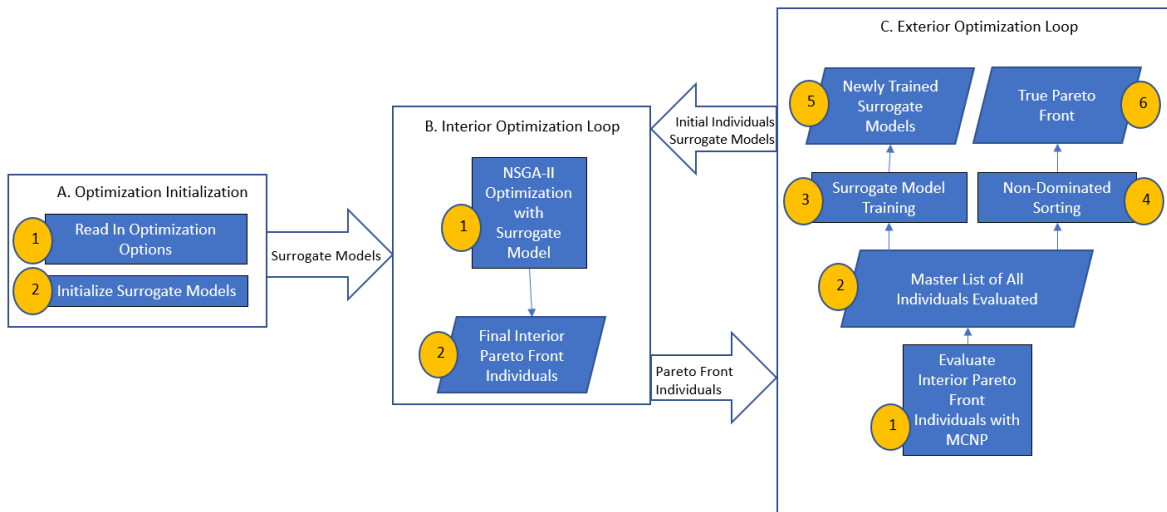 A. Optimization Initialization
1
Read In Optimization
Options
2
Initialize Surrogate Models
Surrogate Models
B. Interior Optimization Loop
1
NSGA-II
Optimization
with
Surrogate
Model
2
Final Interior
Pareto Front
Individuals
Initial Individuals
Surrogate Models
Pareto Front
Individuals
C. Exterior Optimization Loop
5
Newly Trained
Surrogate
Models
True Pareto
Front
6
3
Surrogate Model
Training
Non-Dominated
Sorting
4
2
Master List of All
Individuals Evaluated
1
Evaluate
Interior Pareto
Front
Individuals with
MCNP